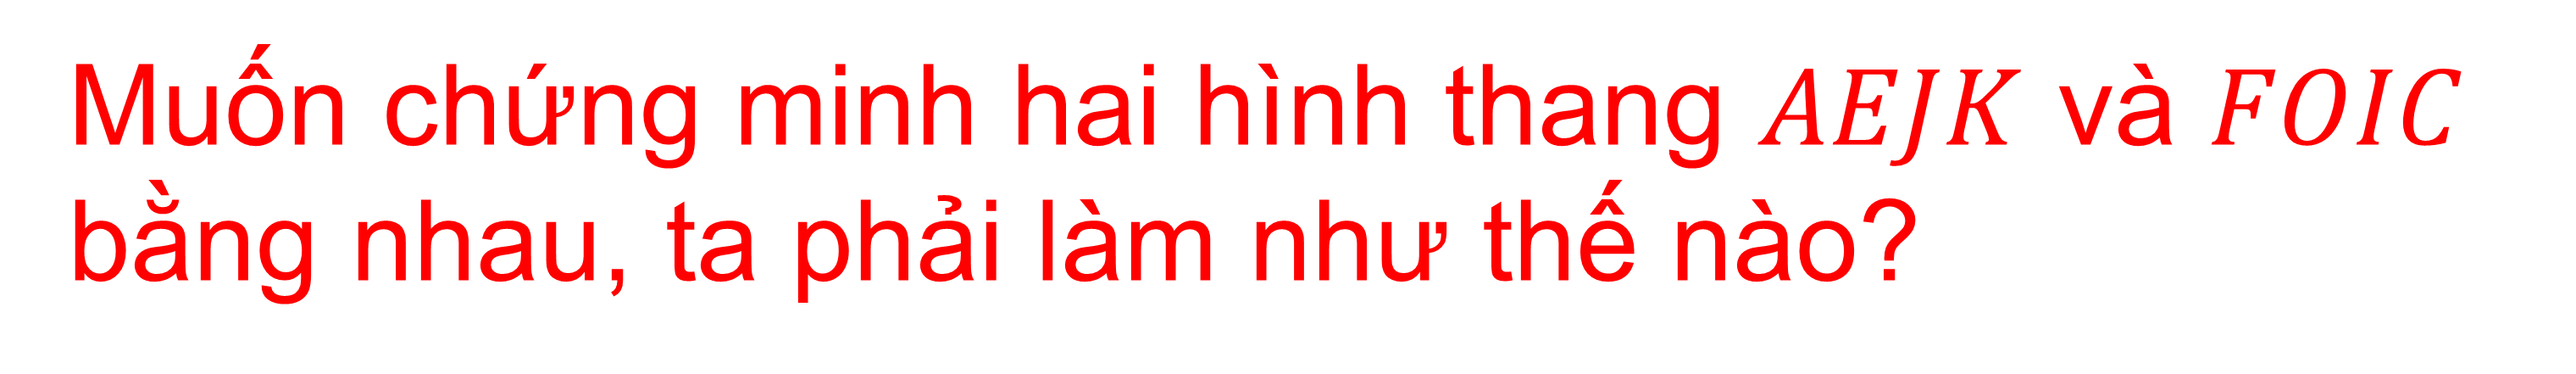 Muốn chứng minh hai hình thang AEJK và FOIC
bằng nhau, ta phải làm như thế nào?